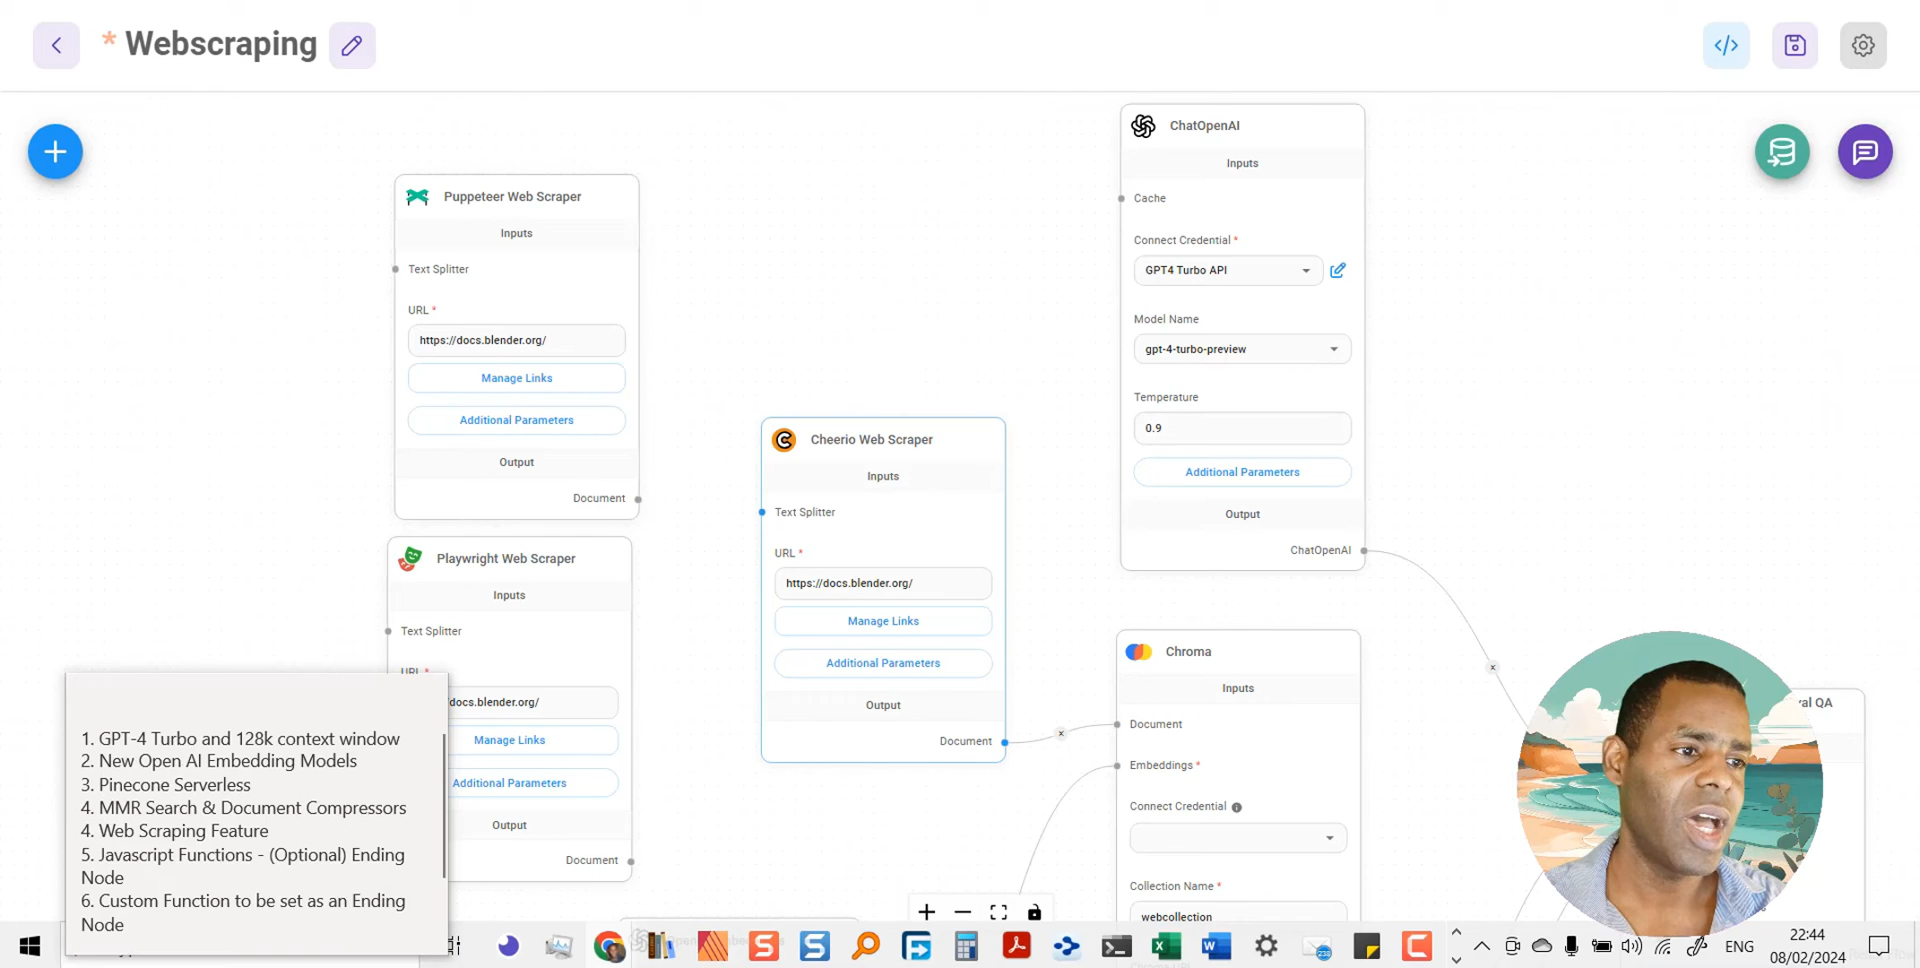 * Webscraping
ChatOpenAI
Inputs
Cache
Connect Credential *
GPT4 Turbo API
Model Name
gpt-4-turbo-preview
Temperature
0.9
Additional Parameters
Output
ChatOpenAI
Puppeteer Web Scraper
Inputs
Text Splitter
URL *
https://docs.blender.org/
Manage Links
Additional Parameters
Output
Document
Cheerio Web Scraper
Inputs
Text Splitter
URL *
https://docs.blender.org/
Manage Links
Additional Parameters
Output
Document
Playwright Web Scraper
Inputs
Text Splitter
URL *
docs.blender.org/
Manage Links
Additional Parameters
Output
Document
Chroma
Inputs
Document
Embeddings *
Connect Credential
Collection Name *
webcollection
QA
1. GPT-4 Turbo and 128k context window
2. New Open AI Embedding Models
3. Pinecone Serverless
4. MMR Search & Document Compressors
4. Web Scraping Feature
5. Javascript Functions - (Optional) Ending
Node
6. Custom Function to be set as an Ending
Node
238
ENG
22:44
08/02/2024